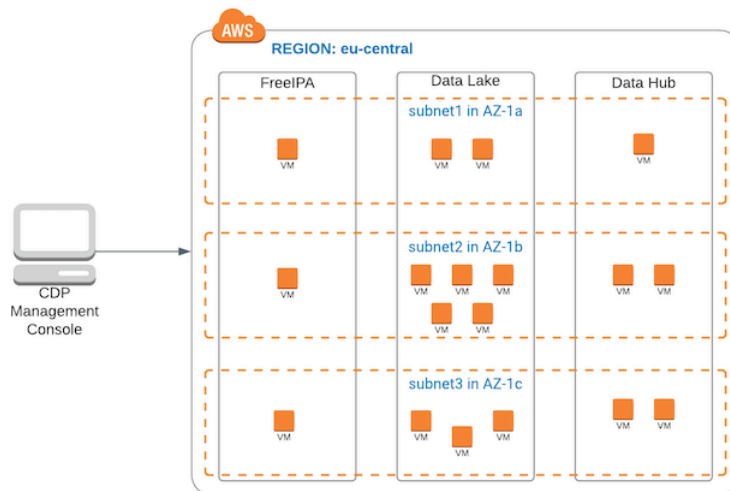 AWS
REGION: eu-central
FreeIPA
Data Lake
Data Hub
subnet1 in AZ-1a
VM
VM
VM
VM
CDP
Management
Console
subnet2 in AZ-1b
VM
VM
VM
VM
VM
VM
VM
VM
subnet3 in AZ-1c
VM
VM
VM
VM
VM
VM